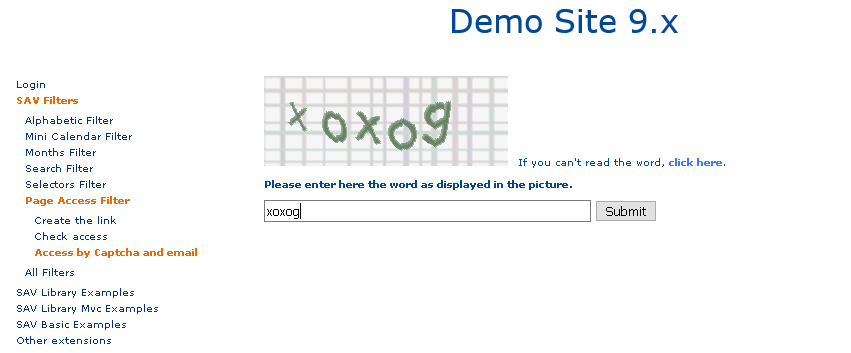 Demo Site 9.x
Login
SAV Filters
Alphabetic Filter
Mini Calendar Filter
Months Filter
Search Filter
Selectors Filter
Page Access Filter
Create the link
Check access
Access by Captcha and email
All Filters
SAV Library Examples
SAV Library Mvc Examples
SAV Basic Examples
Other extensions
xoxog
If you can't read the word, click here.
Please enter here the word as displayed in the picture.
xoxog Submit